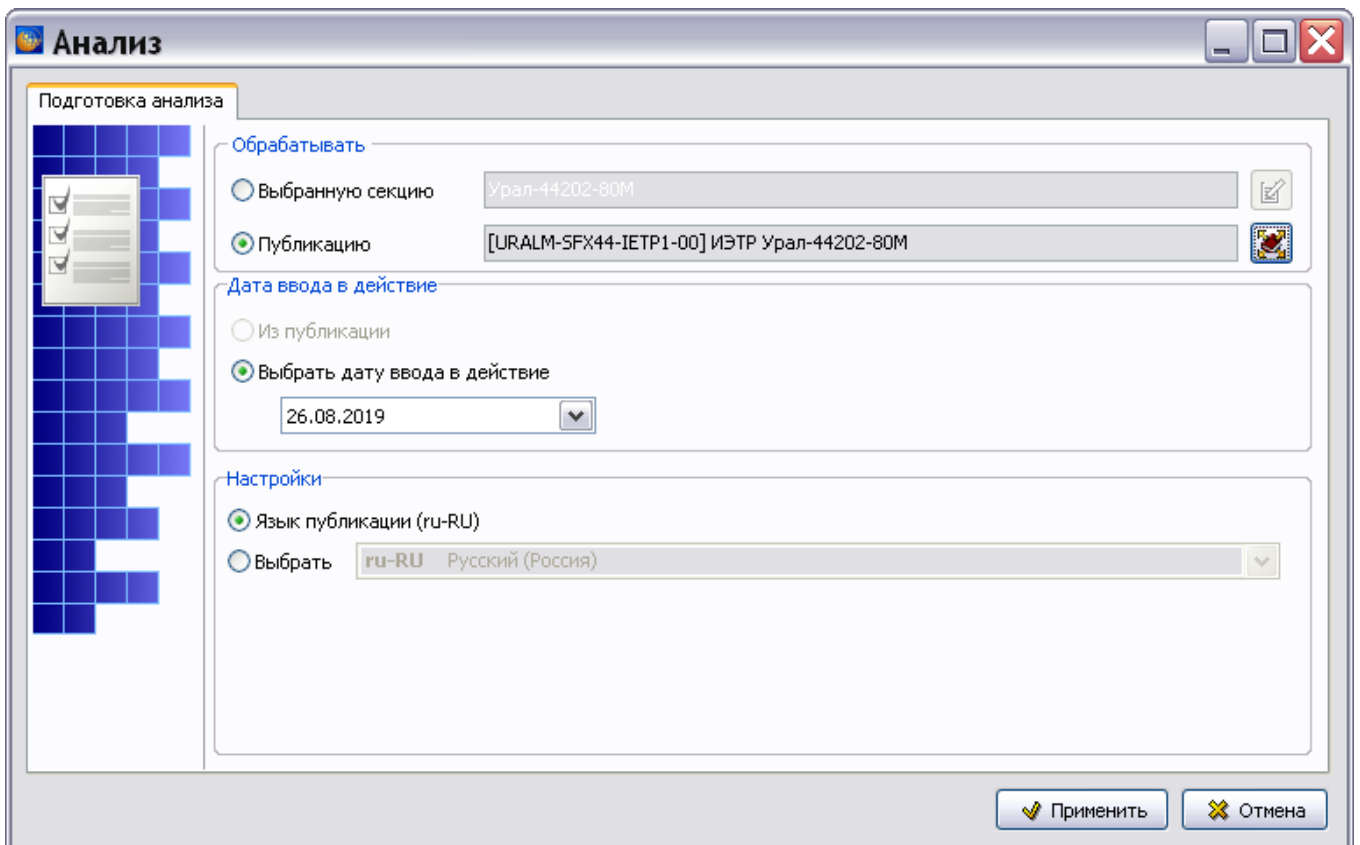 Анализ
Подготовка анализа
Обрабатывать
Выбранную секцию
Урал-44202-80М
Публикацию
[URALM-SFX44-IETP1-00] ИЭТР Урал-44202-80М
Дата ввода в действие
Из публикации
Выбрать дату ввода в действие
26.08.2019
Настройки
Язык публикации (ru-RU)
Выбрать
ru-RU Русский (Россия)
Применить
Отмена